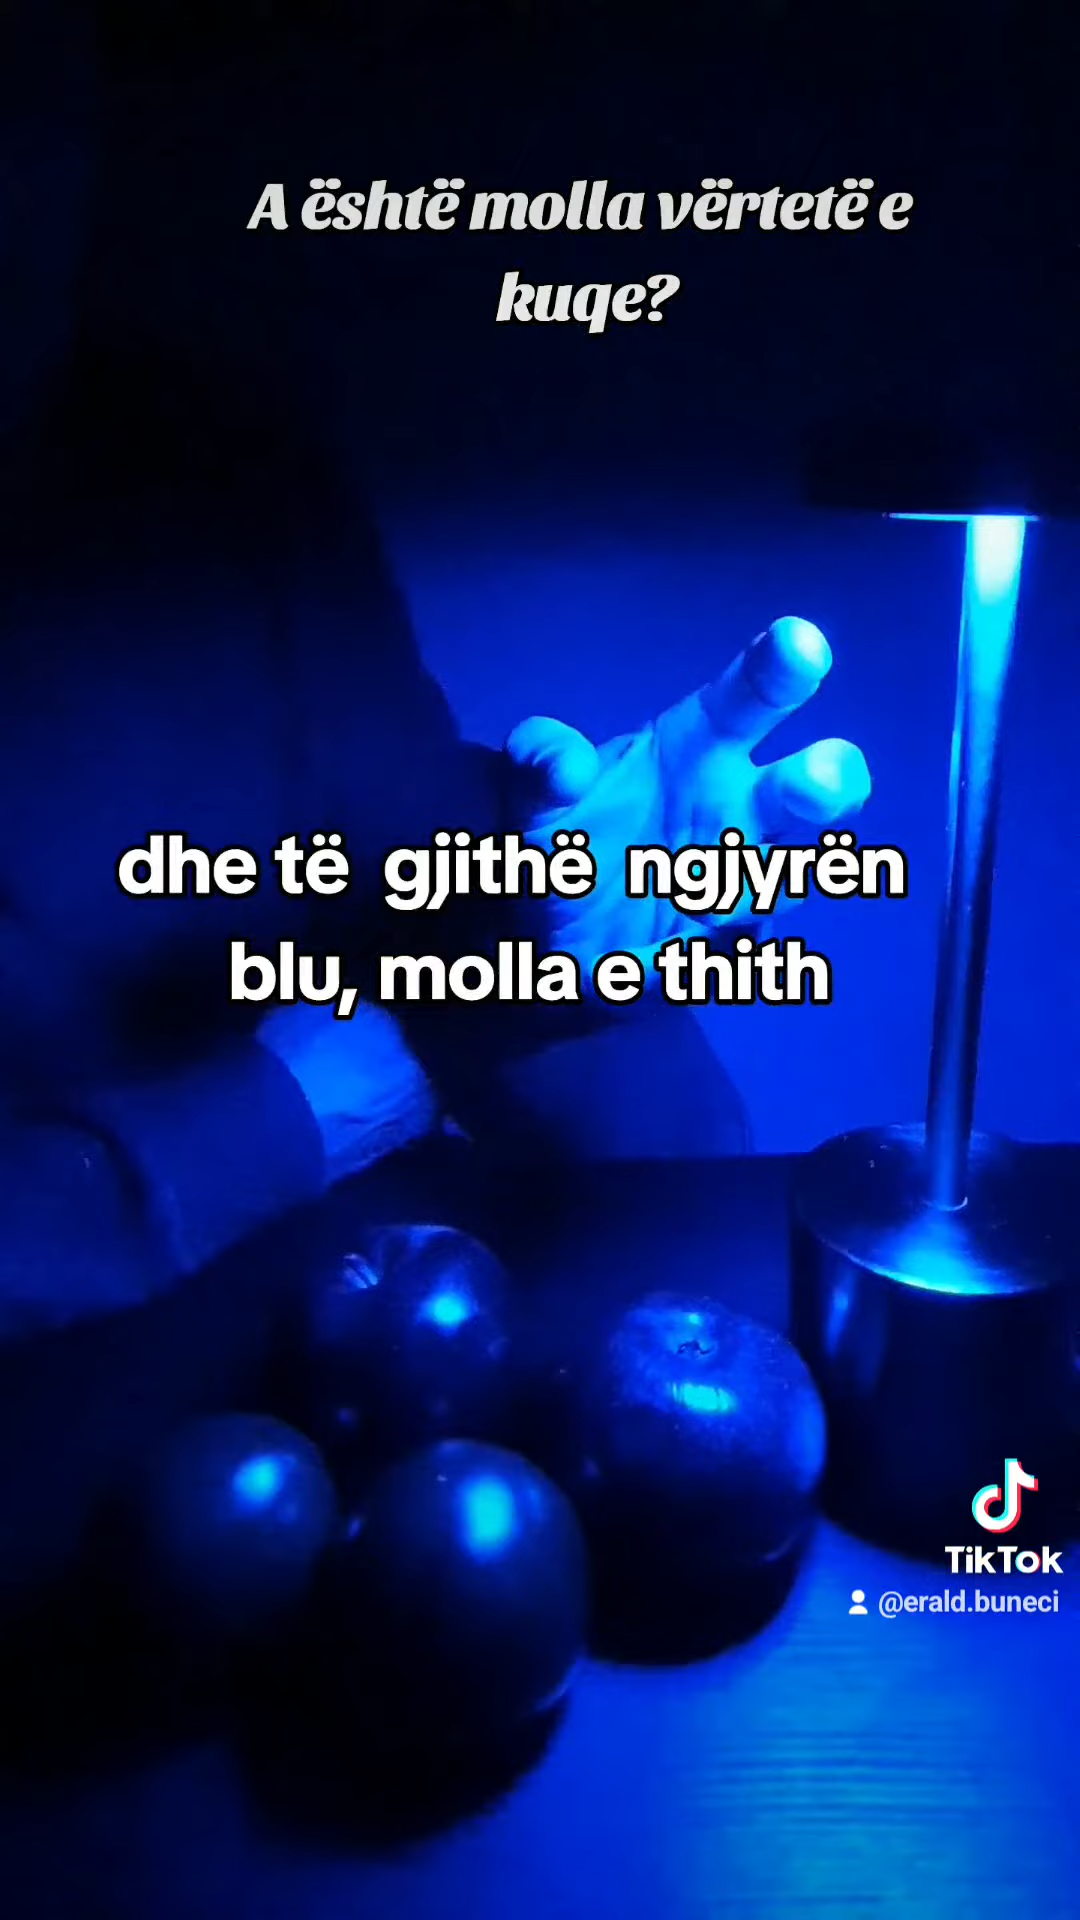 A është molla vërtetë e
kuqe?
dhe të gjithë ngjyrën
blu, molla e thith
TikTok
@erald.buneci